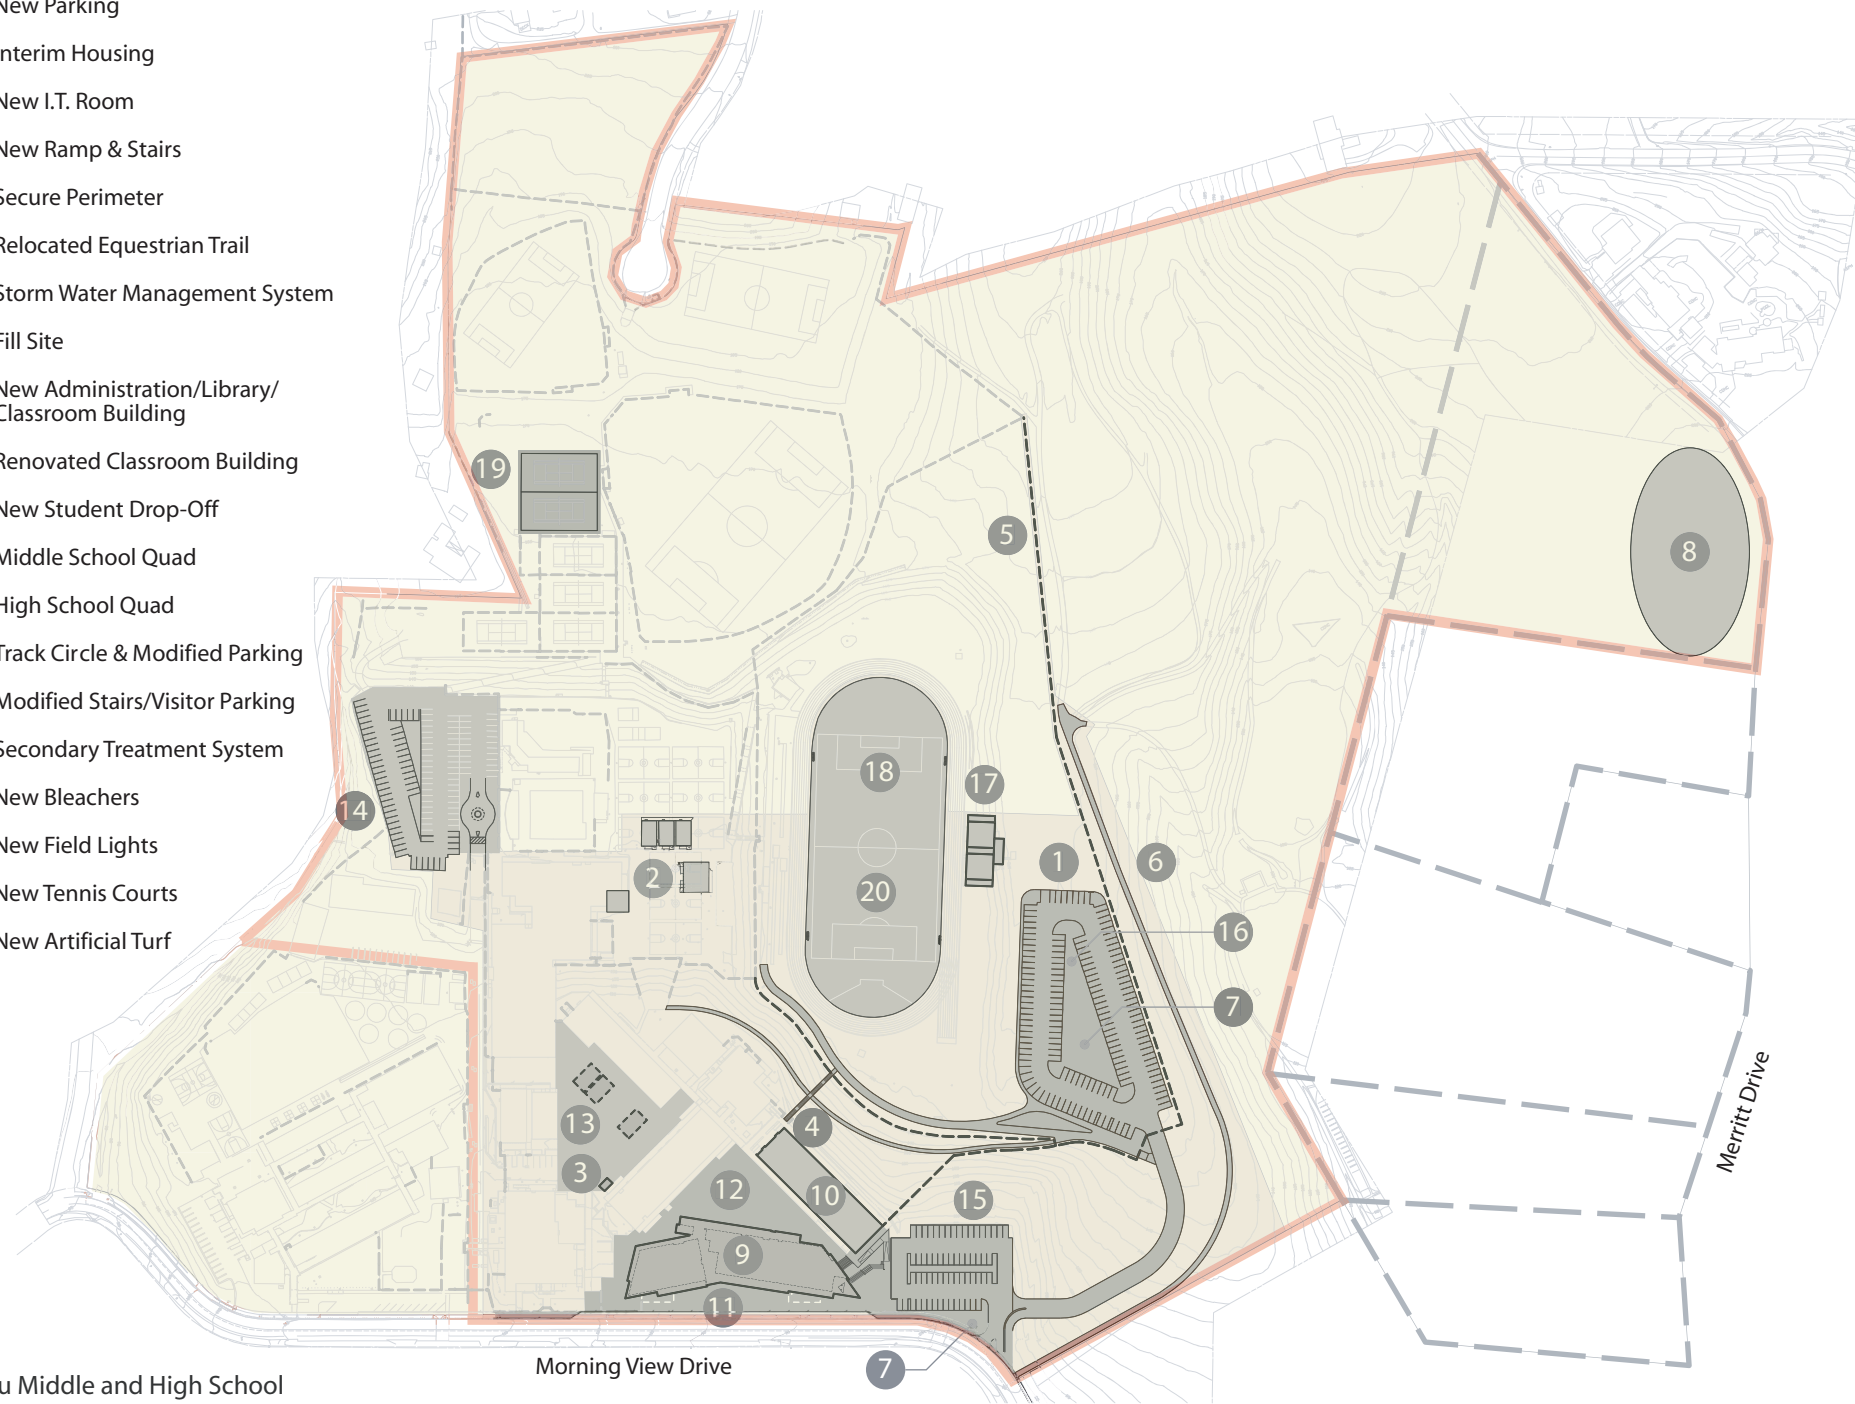 New Parking
Interim Housing
New I.T. Room
New Ramp & Stairs
Secure Perimeter
Relocated Equestrian Trail
Storm Water Management System
Fill Site
New Administration/Library/
Classroom Building
Renovated Classroom Building
New Student Drop-Off
Middle School Quad
High School Quad
Track Circle & Modified Parking
Modified Stairs/Visitor Parking
Secondary Treatment System
New Bleachers
New Field Lights
New Tennis Courts
New Artificial Turf
19
5
8
18
17
14
2
1
6
20
16
7
13
4
3
12
10
15
9
11
7
Merritt Drive
Morning View Drive
u Middle and High School